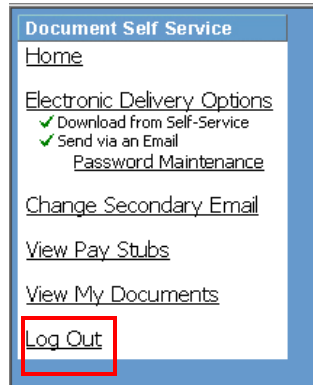 Document Self Service
Home
Electronic Delivery Options
Download from Self-Service
Send via an Email
Password Maintenance
Change Secondary Email
View Pay Stubs
View My Documents
Log Out